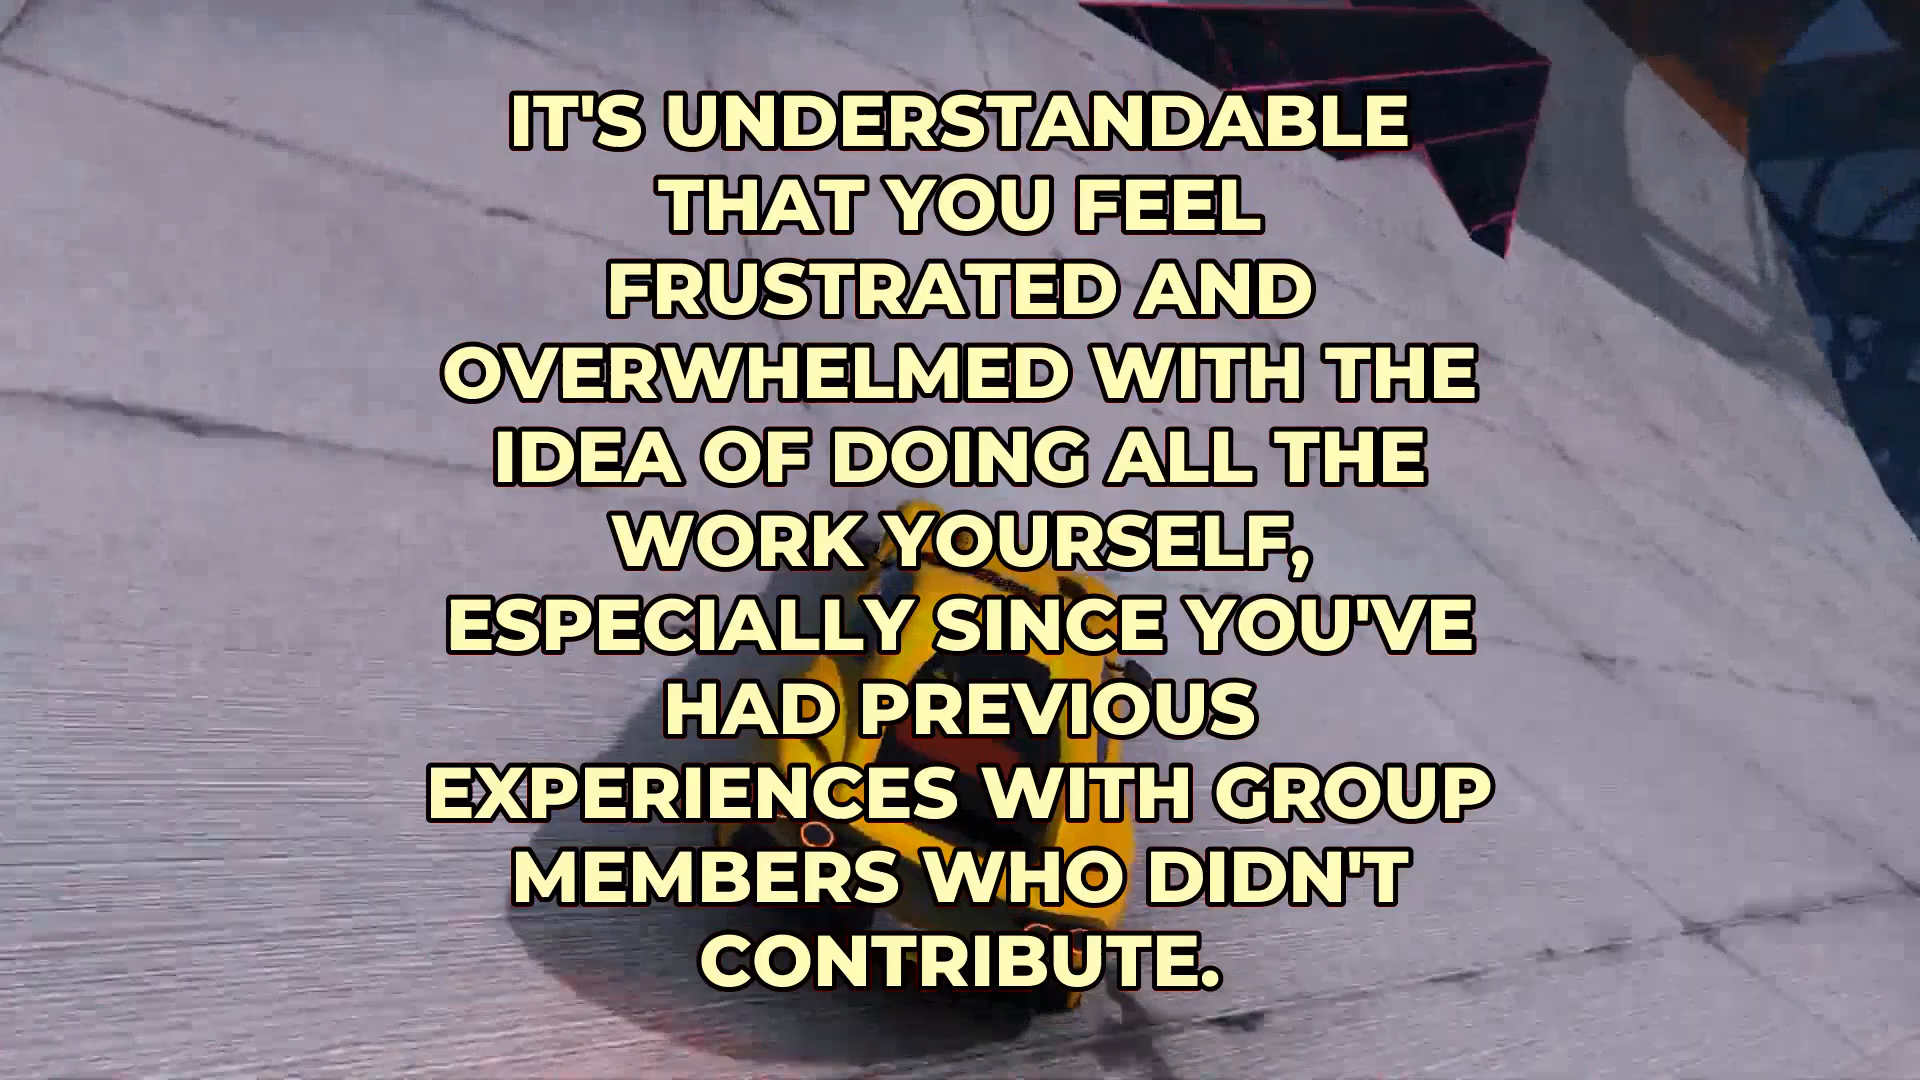 IT'S UNDERSTANDABLE
THAT YOU FEEL
FRUSTRATED AND
OVERWHELMED WITH THE
IDEA OF DOING ALL THE
WORK YOURSELF,
ESPECIALLY SINCE YOU'VE
HAD PREVIOUS
EXPERIENCES WITH GROUP
MEMBERS WHO DIDN'T
CONTRIBUTE.